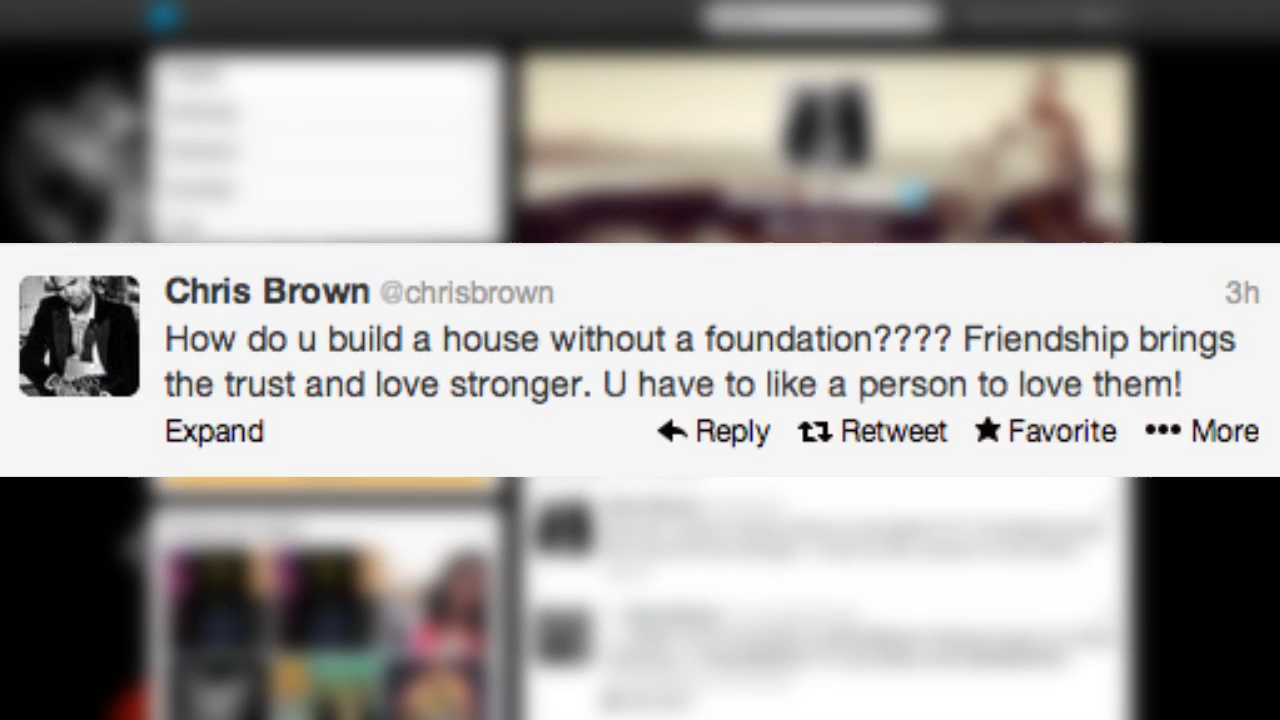 Chris Brown @chrisbrown 3h
How do u build a house without a foundation???? Friendship brings
the trust and love stronger. U have to like a person to love them!
Expand Reply Retweet Favorite More